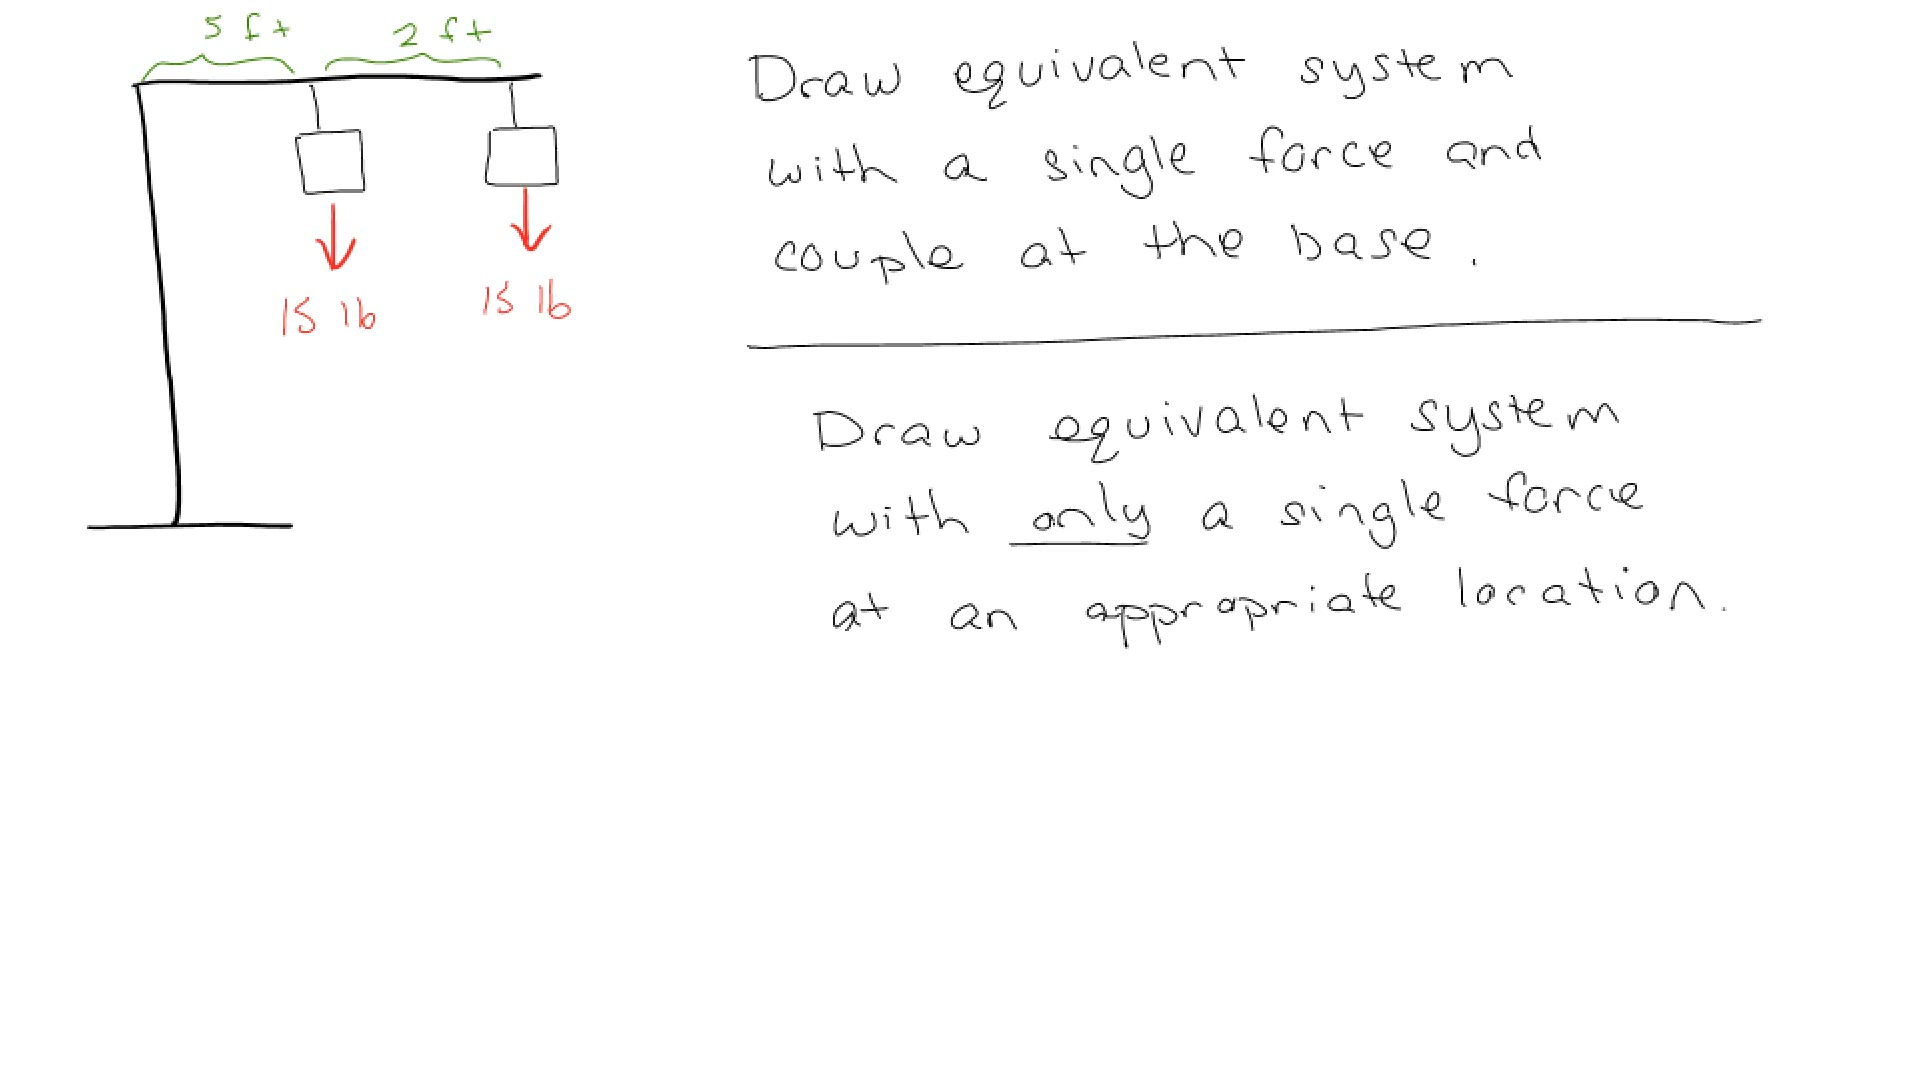 5 ft
2 ft
15 lb
15 lb
Draw equivalent system
with a single force and
couple at the base.
Draw equivalent system
with only a single force
at an appropriate location.